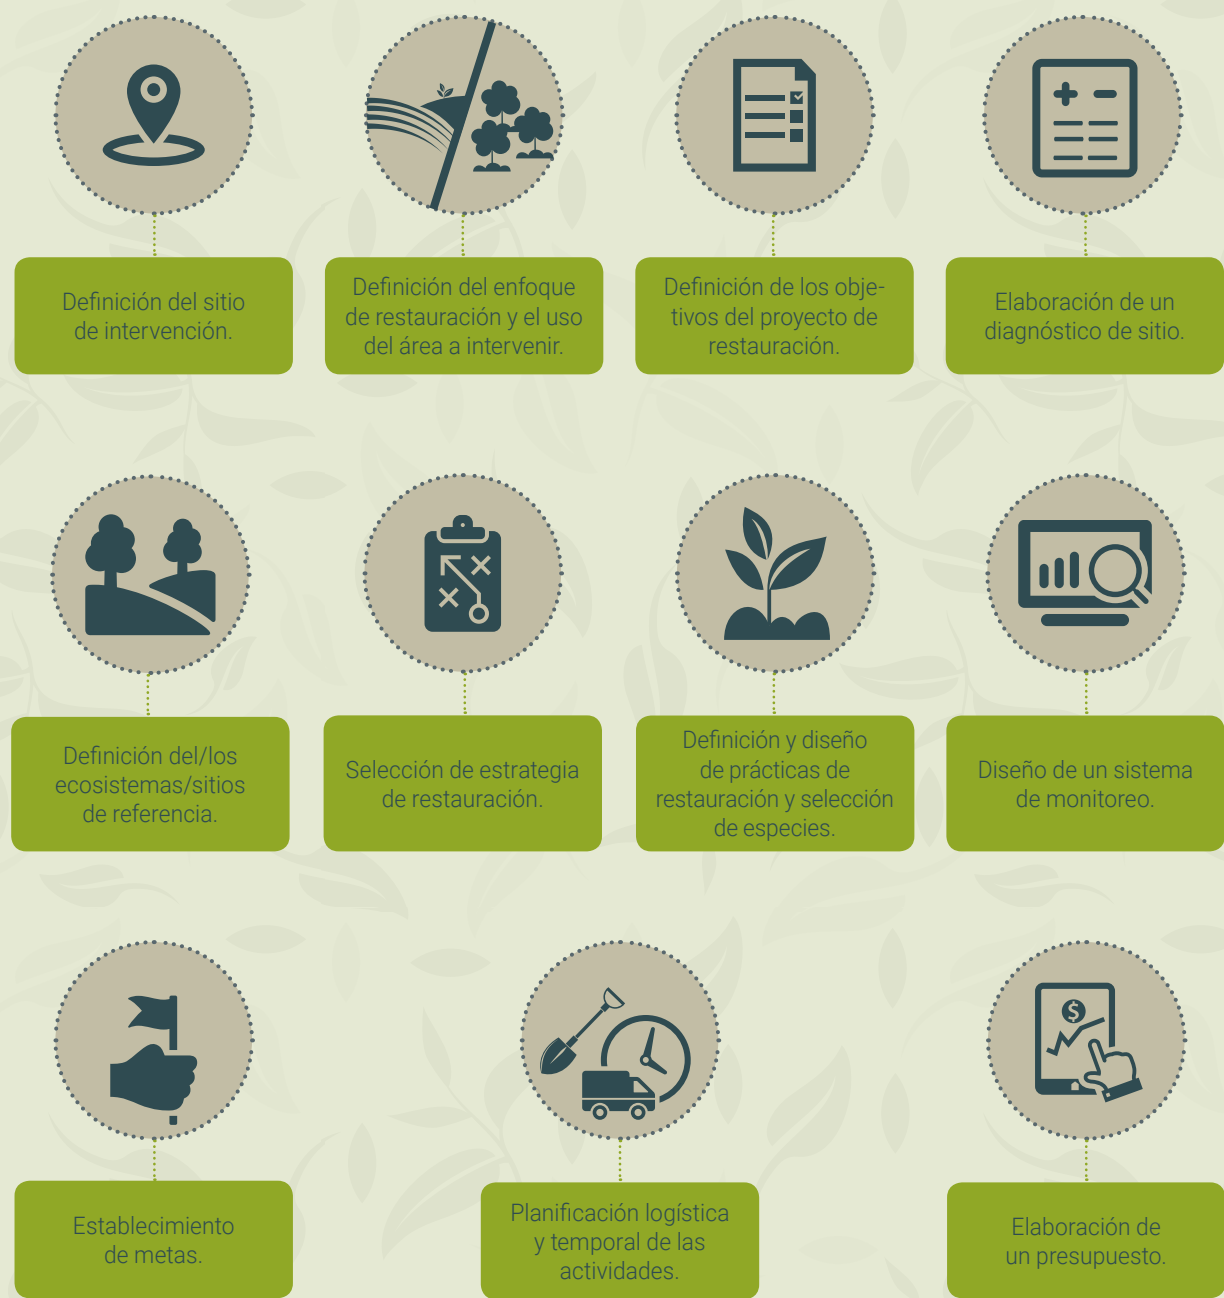 Definición del sitio
de intervención.
Definición del enfoque
de restauración y el uso
del área a intervenir.
Definición de los obje-
tivos del proyecto de
restauración.
Elaboración de un
diagnóstico de sitio.
Definición del/los
ecosistemas/sitios
de referencia.
Selección de estrategia
de restauración.
Definición y diseño
de prácticas de
restauración y selección
de especies.
Diseño de un sistema
de monitoreo.
Establecimiento
de metas.
Planificación logística
y temporal de las
actividades.
Elaboración de
un presupuesto.